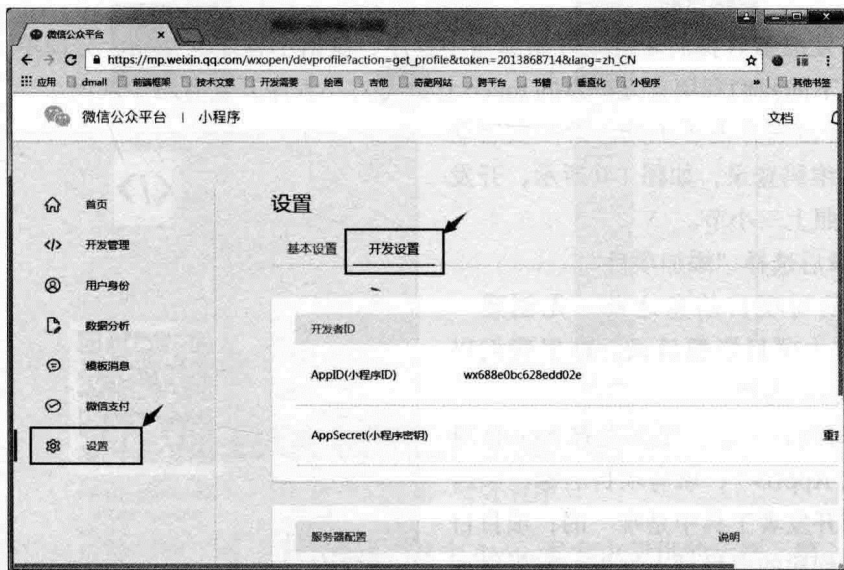 微信公众平台
https://mp.weixin.qq.com/wxopen/devprofile?action=get_profile&token=2013868714&lang=zh_CN
应用 dmall 前端框架 技术文章 开发需要 绘画 吉他 奇葩网站 跨平台 书籍 垂直化 小程序 » 其他书签
微信公众平台 | 小程序 文档
首页
设置
开发管理
基本设置 开发设置
用户身份
数据分析
开发者ID
模板消息
AppID(小程序ID) wx688e0bc628edd02e
微信支付
AppSecret(小程序密钥)
设置
服务器配置 说明